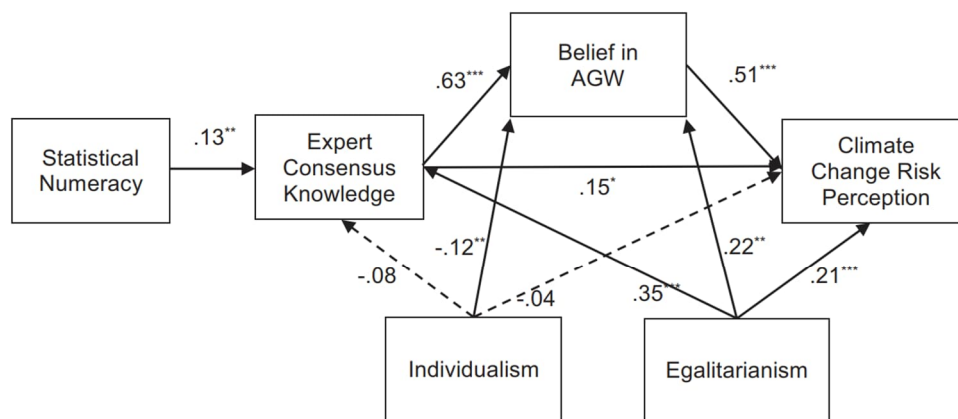 Belief in
AGW
.63***
.51***
.13**
Statistical
Numeracy
Expert
Consensus
Knowledge
Climate
Change Risk
Perception
.15*
-.12**
.22**
-.08
-.04
.35***
.21***
Individualism
Egalitarianism